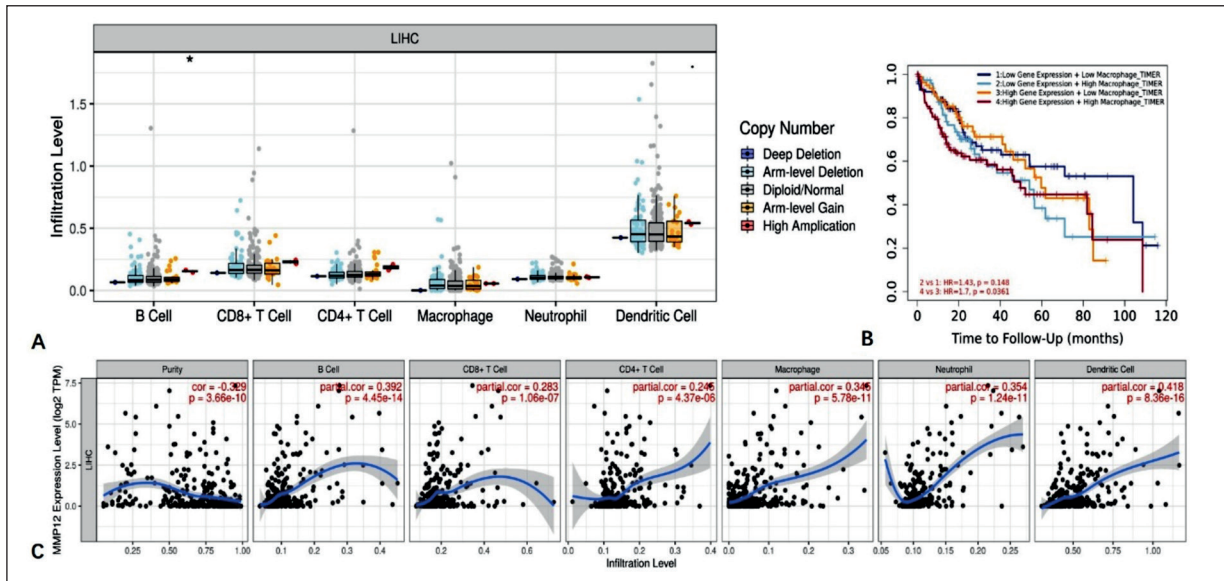 LIHC
*
.
Infiltration Level
1.5
1.0
0.5
0.0
B Cell
CD8+ T Cell
CD4+ T Cell
Macrophage
Neutrophil
Dendritic Cell
Copy Number
Deep Deletion
Arm-level Deletion
Diploid/Normal
Arm-level Gain
High Amplication
A
1:Low Gene Expression + Low Macrophage_TIMER
2:Low Gene Expression + High Macrophage_TIMER
3:High Gene Expression + Low Macrophage_TIMER
4:High Gene Expression + High Macrophage_TIMER
1.0
0.8
0.6
0.4
0.2
0.0
2 vs 1: HR=1.43, p = 0.148
4 vs 3: HR=1.7, p = 0.0361
0 20 40 60 80 100 120
Time to Follow-Up (months)
B
Purity
B Cell
CD8+ T Cell
CD4+ T Cell
Macrophage
Neutrophil
Dendritic Cell
cor = -0.329
p = 3.66e-10
partial.cor = 0.392
p = 4.45e-14
partial.cor = 0.283
p = 1.06e-07
partial.cor = 0.245
p = 4.37e-06
partial.cor = 0.345
p = 5.78e-11
partial.cor = 0.354
p = 1.24e-11
partial.cor = 0.418
p = 8.36e-16
MMP12 Expression Level (log2 TPM)
LIHC
7.5
5.0
2.5
0.0
0.25 0.50 0.75 1.00
0.1 0.2 0.3 0.4
0.2 0.4 0.6
0.0 0.1 0.2 0.3 0.4
0.0 0.1 0.2 0.3
0.05 0.10 0.15 0.20 0.25
0.50 0.75 1.00
Infiltration Level
C